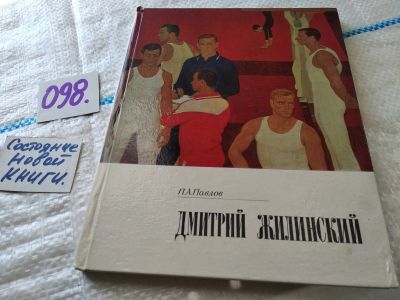 098.
Состояние
новой
книги.
П.А.Павлов
ДМИТРИЙ ЖИЛИНСКИЙ